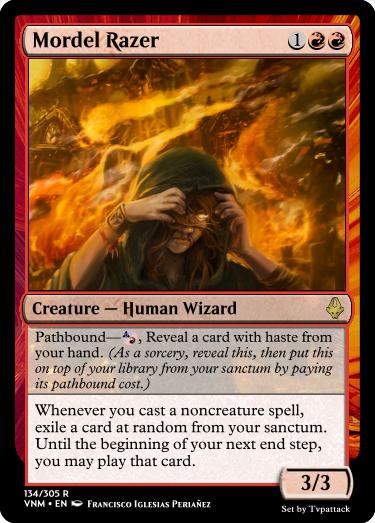 Mordel Razer 1
Creature — Human Wizard
Pathbound—, Reveal a card with haste from
your hand. (As a sorcery, reveal this, then put this
on top of your library from your sanctum by paying
its pathbound cost.)
Whenever you cast a noncreature spell,
exile a card at random from your sanctum.
Until the beginning of your next end step,
you may play that card.
3/3
134/305 R
VNM • EN Francisco Iglesias Periañez
Set by Tvpattack